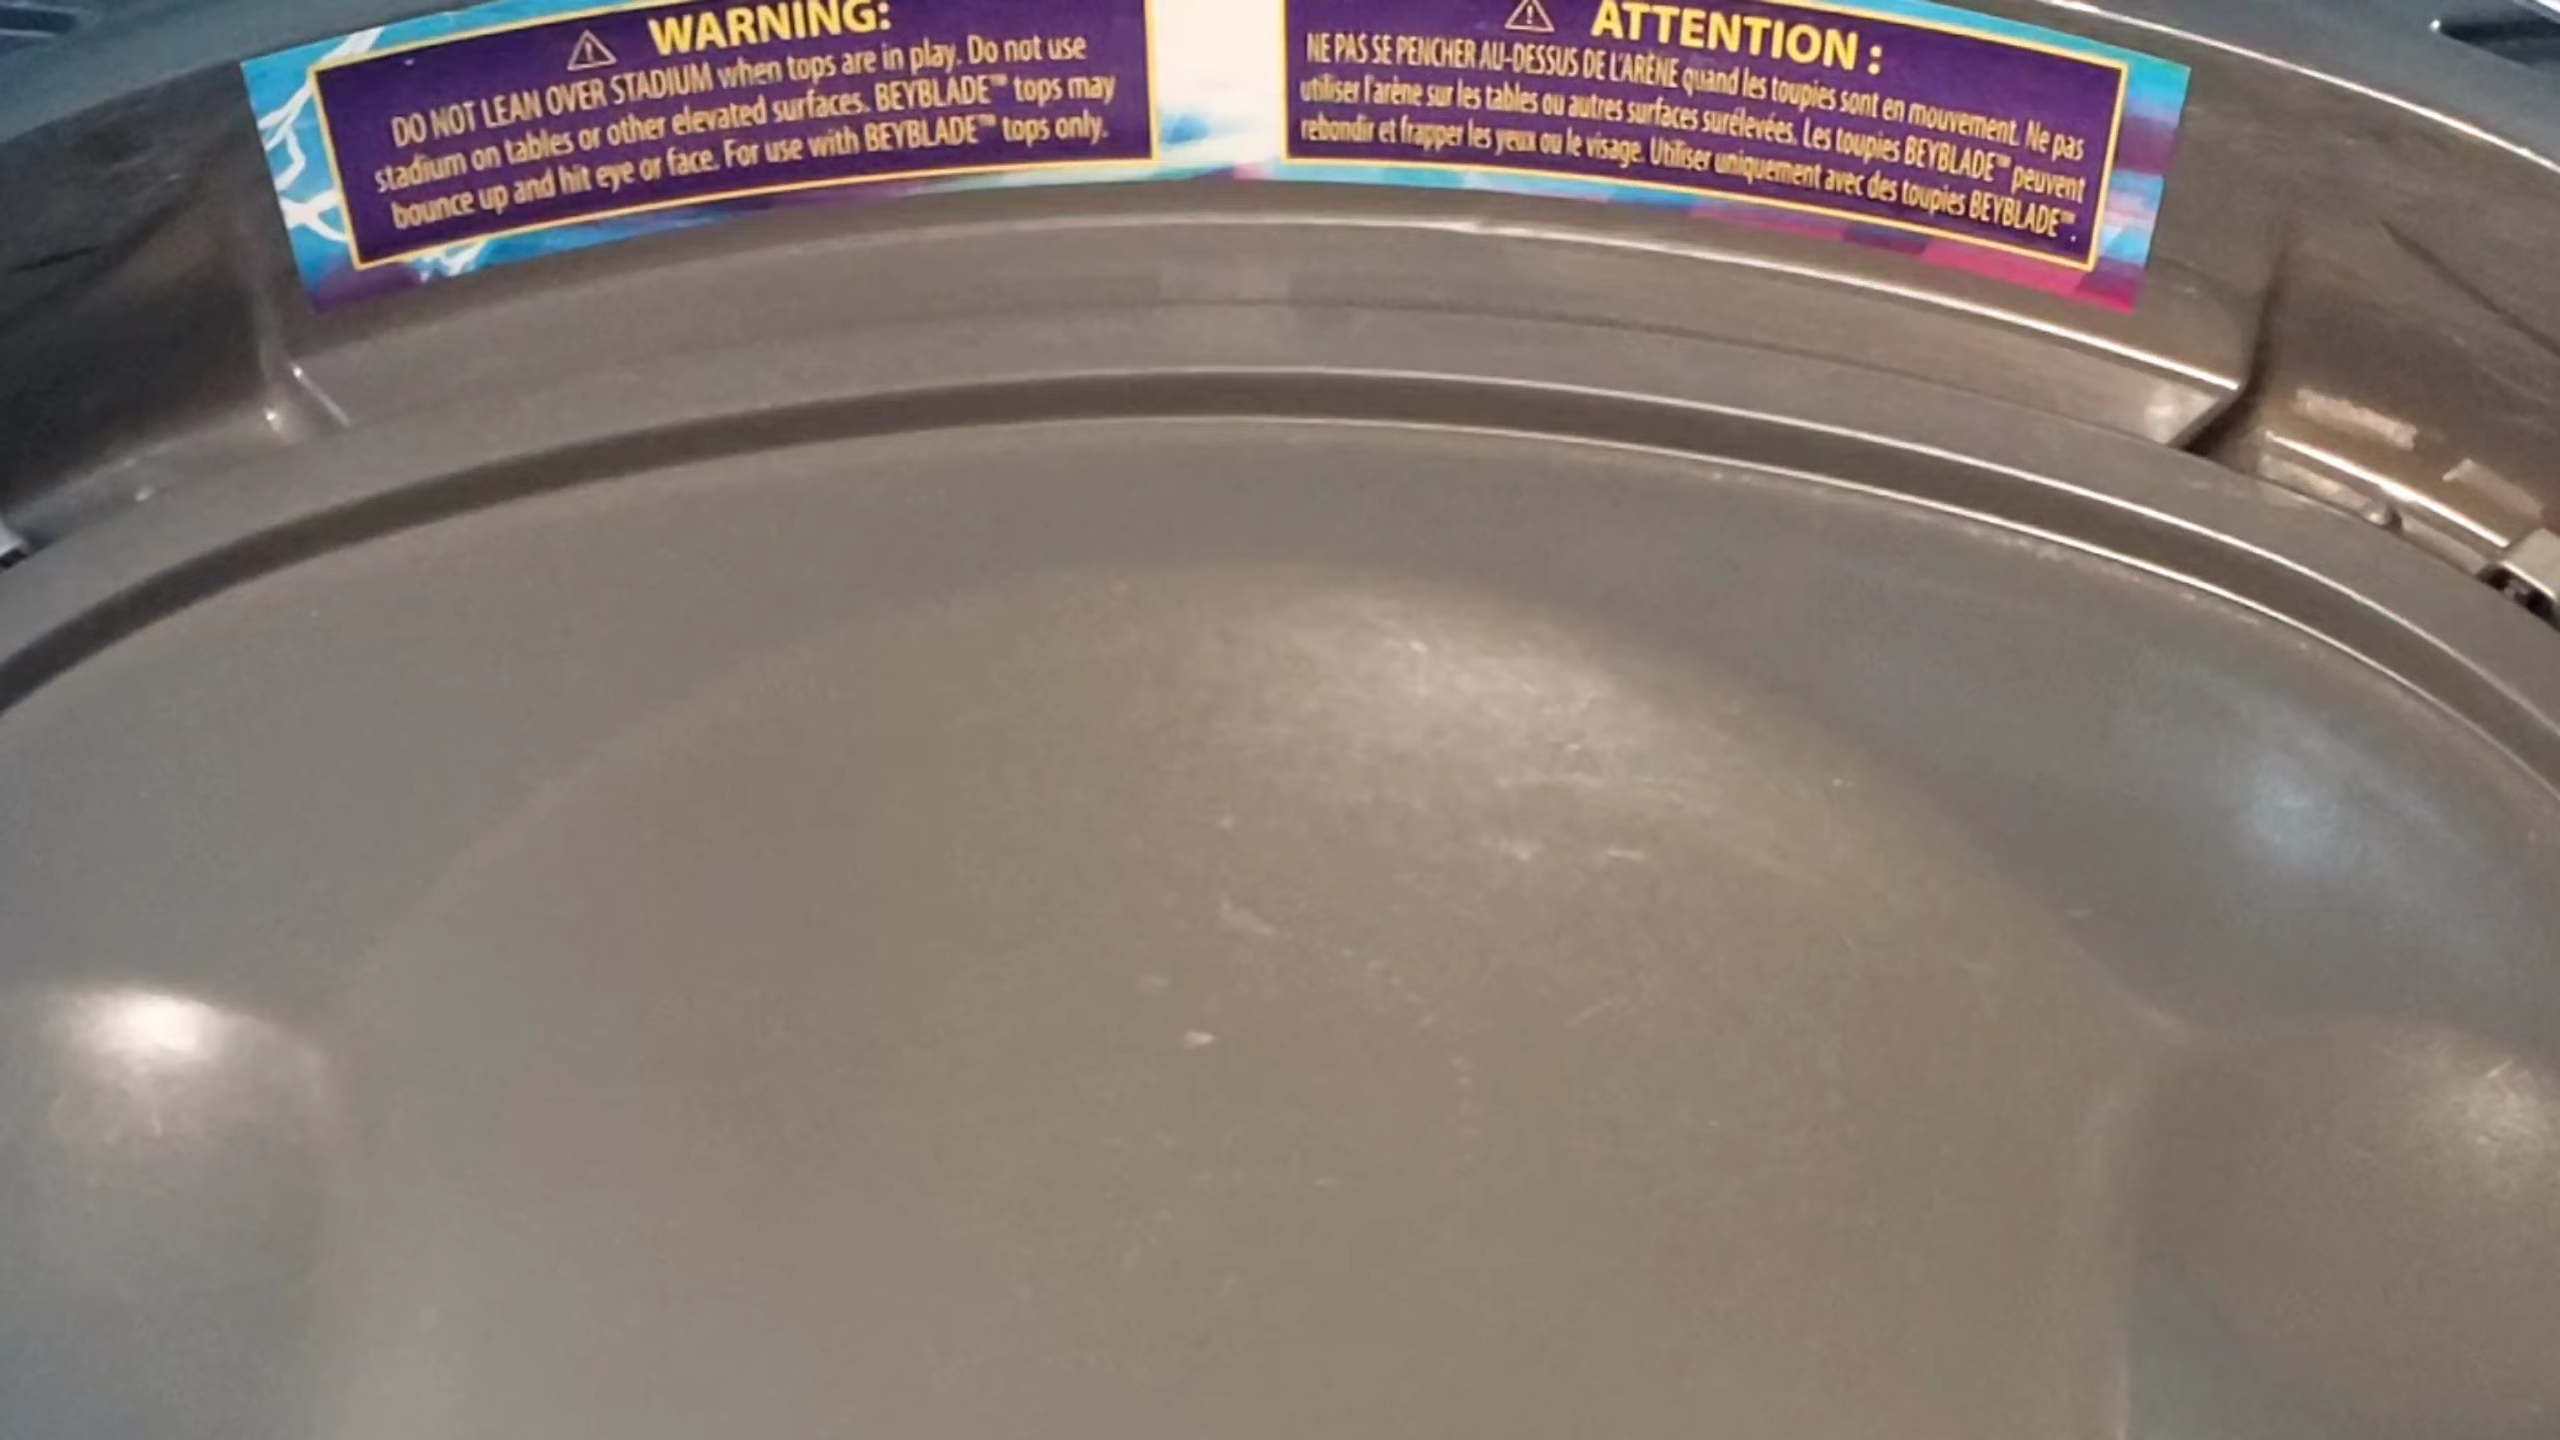 WARNING:
DO NOT LEAN OVER STADIUM when tops are in play. Do not use
stadium on tables or other elevated surfaces. BEYBLADE™ tops may
bounce up and hit eye or face. For use with BEYBLADE™ tops only.
ATTENTION :
NE PAS SE PENCHER AU-DESSUS DE L'ARÈNE quand les toupies sont en mouvement. Ne pas
utiliser l'arène sur les tables ou autres surfaces surélevées. Les toupies BEYBLADE™ peuvent
rebondir et frapper les yeux ou le visage. Utiliser uniquement avec des toupies BEYBLADE™ .